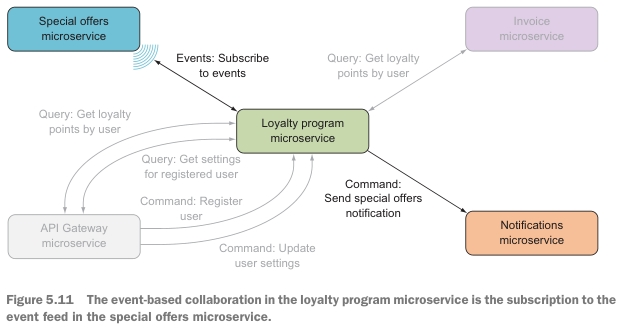 Special offers
microservice
Invoice
microservice
Events: Subscribe
to events
Query: Get loyalty
points by user
Query: Get loyalty
points by user
Loyalty program
microservice
Query: Get settings
for registered user
Command:
Send special offers
notification
Command: Register
user
API Gateway
microservice
Notifications
microservice
Command: Update
user settings
Figure 5.11 The event-based collaboration in the loyalty program microservice is the subscription to the
event feed in the special offers microservice.